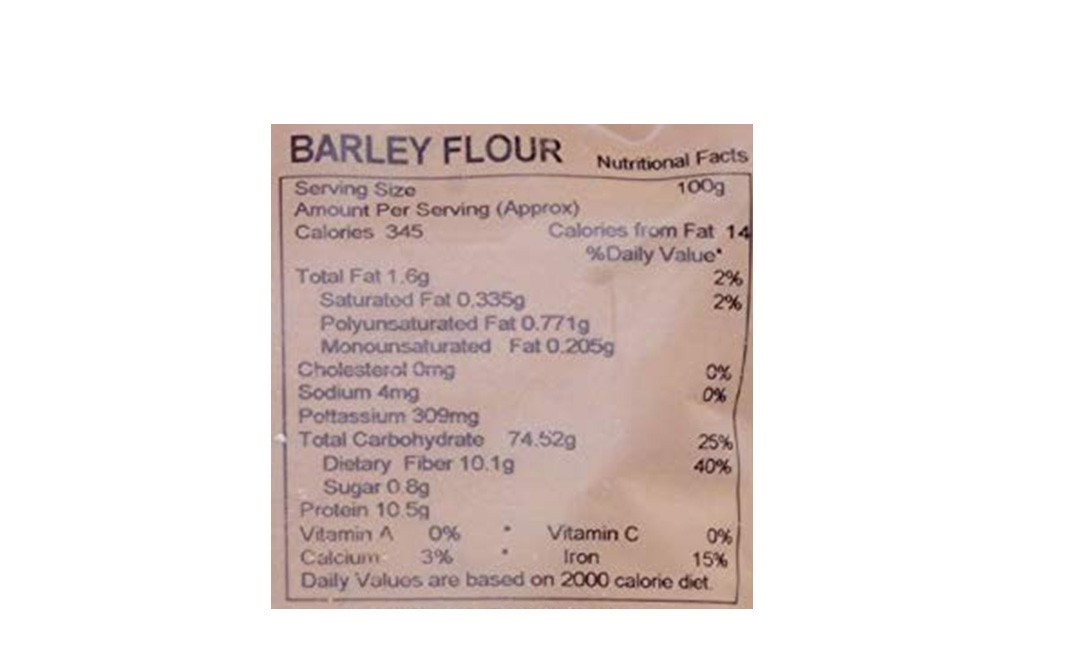 BARLEY FLOUR Nutritional Facts
Serving Size 100g
Amount Per Serving (Approx)
Calories 345 Calories from Fat 14
%Daily Value*
Total Fat 1.6g 2%
Saturated Fat 0.335g 2%
Polyunsaturated Fat 0.771g
Monounsaturated Fat 0.205g
Cholesterol 0mg 0%
Sodium 4mg 0%
Pottassium 309mg
Total Carbohydrate 74.52g 25%
Dietary Fiber 10.1g 40%
Sugar 0.8g
Protein 10.5g
Vitamin A 0% * Vitamin C 0%
Calcium 3% * Iron 15%
Daily Values are based on 2000 calorie diet.